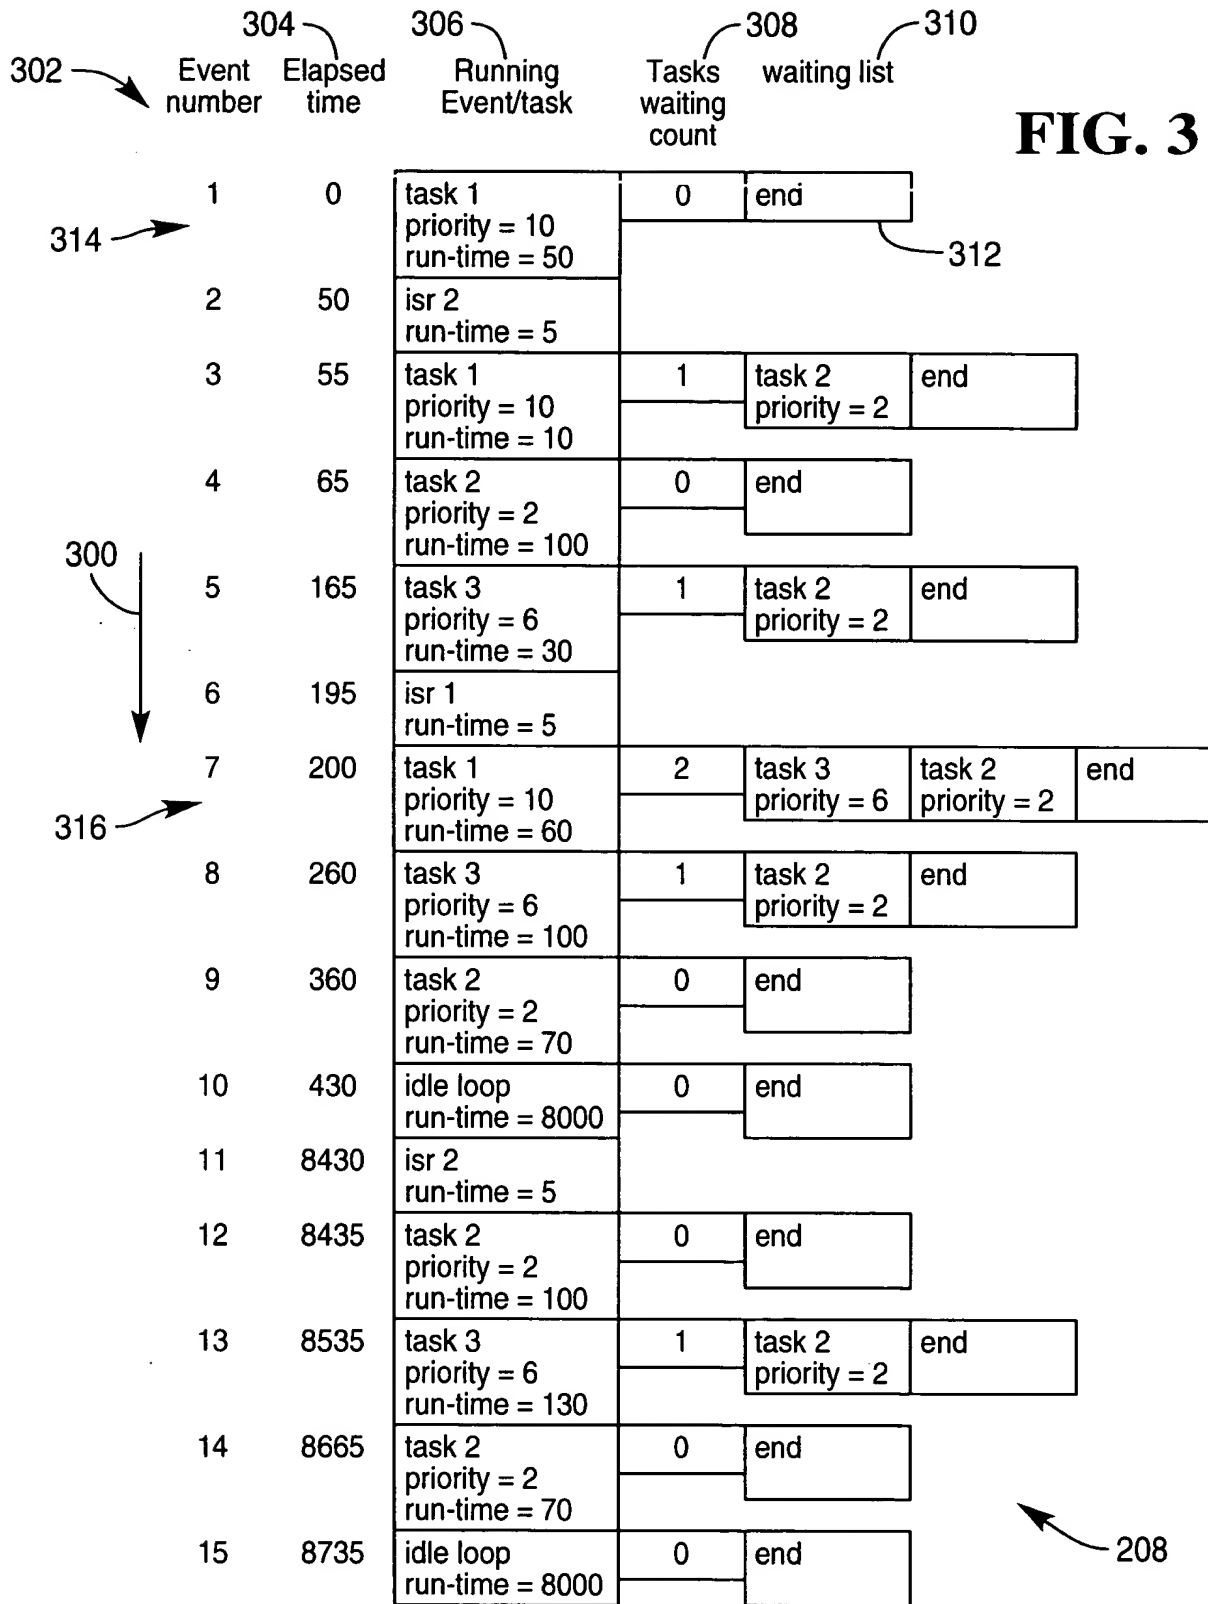 304 306 308 310
302 Event Elapsed Running Tasks waiting list
number time Event/task waiting
count
FIG. 3
1 0 task 1 0 end
priority = 10
314
run-time = 50 312
2 50 isr 2
run-time = 5
3 55 task 1 1 task 2 end
priority = 10 priority = 2
run-time = 10
4 65 task 2 0 end
priority = 2
run-time = 100
300
5 165 task 3 1 task 2 end
priority = 6 priority = 2
run-time = 30
6 195 isr 1
run-time = 5
7 200 task 1 2 task 3 task 2 end
priority = 10 priority = 6 priority = 2
316 run-time = 60
8 260 task 3 1 task 2 end
priority = 6 priority = 2
run-time = 100
9 360 task 2 0 end
priority = 2
run-time = 70
10 430 idle loop 0 end
run-time = 8000
11 8430 isr 2
run-time = 5
12 8435 task 2 0 end
priority = 2
run-time = 100
13 8535 task 3 1 task 2 end
priority = 6 priority = 2
run-time = 130
14 8665 task 2 0 end
priority = 2
run-time = 70
15 8735 idle loop 0 end 208
run-time = 8000